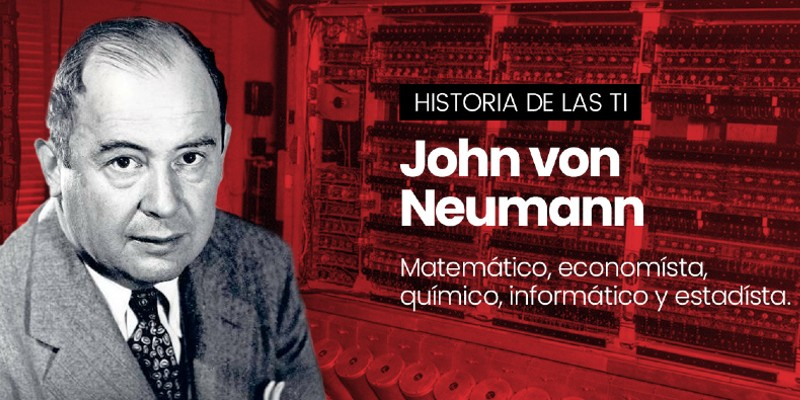 HISTORIA DE LAS TI
John von
Neumann
Matemático, economísta,
químico, informático y estadísta.